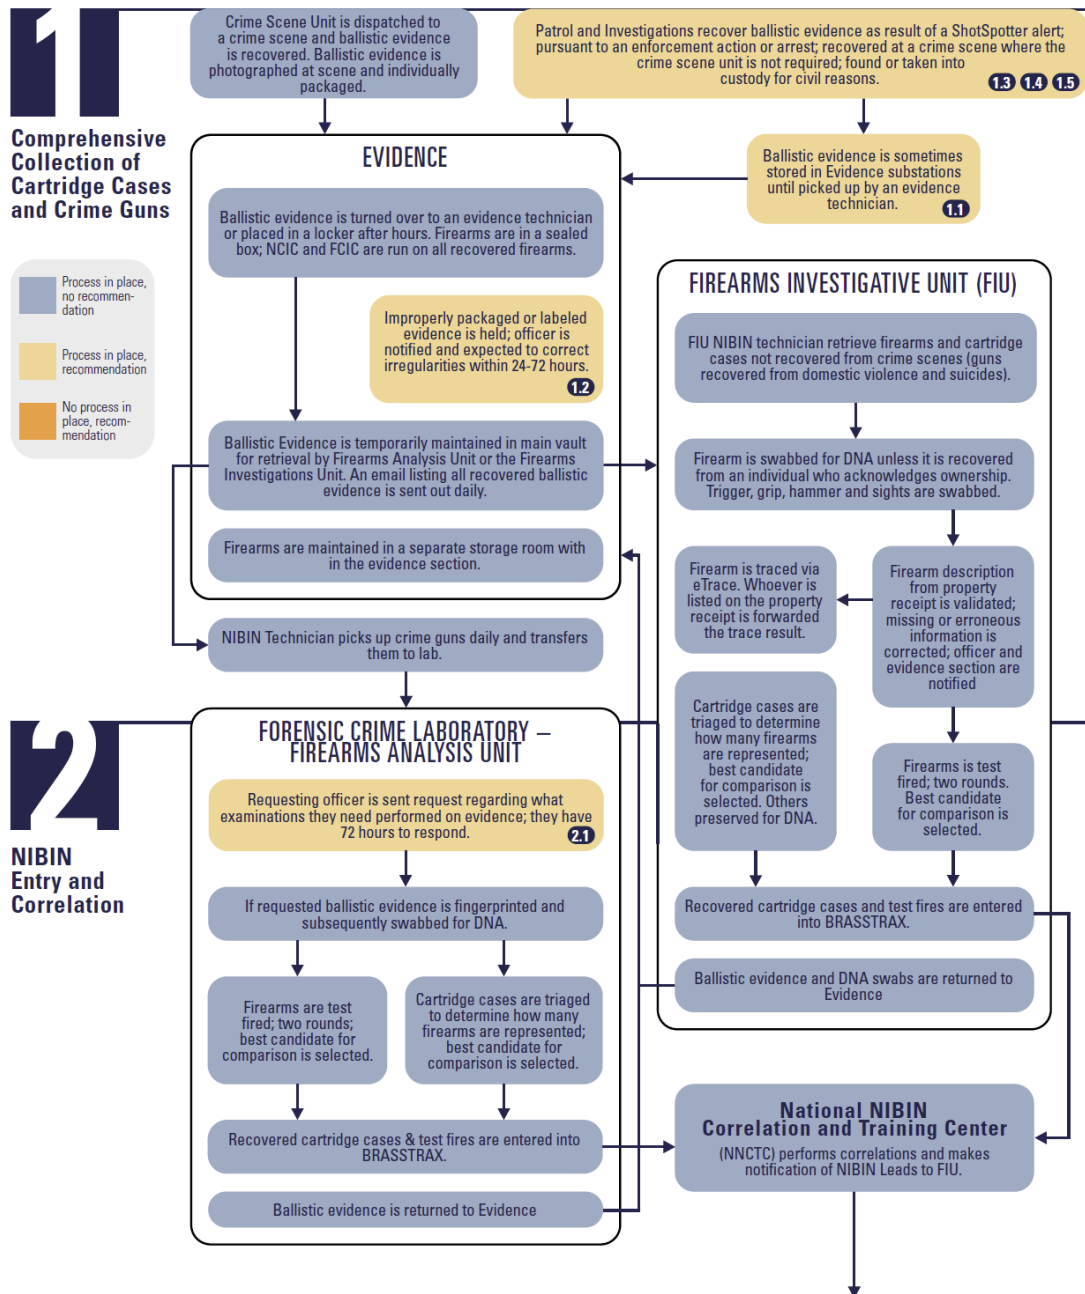 1
Comprehensive
Collection of
Cartridge Cases
and Crime Guns
Process in place,
no recommen-
dation
Process in place,
recommendation
No process in
place, recom-
mendation
Crime Scene Unit is dispatched to
a crime scene and ballistic evidence
is recovered. Ballistic evidence is
photographed at scene and individually
packaged.
Patrol and Investigations recover ballistic evidence as result of a ShotSpotter alert;
pursuant to an enforcement action or arrest; recovered at a crime scene where the
crime scene unit is not required; found or taken into
custody for civil reasons.
1.3 1.4 1.5
Ballistic evidence is sometimes
stored in Evidence substations
until picked up by an evidence
technician.
1.1
EVIDENCE
Ballistic evidence is turned over to an evidence technician
or placed in a locker after hours. Firearms are in a sealed
box; NCIC and FCIC are run on all recovered firearms.
Improperly packaged or labeled
evidence is held; officer is
notified and expected to correct
irregularities within 24-72 hours.
1.2
Ballistic Evidence is temporarily maintained in main vault
for retrieval by Firearms Analysis Unit or the Firearms
Investigations Unit. An email listing all recovered ballistic
evidence is sent out daily.
Firearms are maintained in a separate storage room with
in the evidence section.
NIBIN Technician picks up crime guns daily and transfers
them to lab.
FIREARMS INVESTIGATIVE UNIT (FIU)
FIU NIBIN technician retrieve firearms and cartridge
cases not recovered from crime scenes (guns
recovered from domestic violence and suicides).
Firearm is swabbed for DNA unless it is recovered
from an individual who acknowledges ownership.
Trigger, grip, hammer and sights are swabbed.
Firearm is traced via
eTrace. Whoever is
listed on the property
receipt is forwarded
the trace result.
Firearm description
from property
receipt is validated;
missing or erroneous
information is
corrected; officer and
evidence section are
notified
Cartridge cases are
triaged to determine
how many firearms
are represented;
best candidate
for comparison is
selected. Others
preserved for DNA.
Firearms is test
fired; two rounds.
Best candidate
for comparison is
selected.
Recovered cartridge cases and test fires are entered
into BRASSTRAX.
Ballistic evidence and DNA swabs are returned to
Evidence
2
NIBIN
Entry and
Correlation
FORENSIC CRIME LABORATORY –
FIREARMS ANALYSIS UNIT
Requesting officer is sent request regarding what
examinations they need performed on evidence; they have
72 hours to respond.
2.1
If requested ballistic evidence is fingerprinted and
subsequently swabbed for DNA.
Firearms are test
fired; two rounds;
best candidate for
comparison is selected.
Cartridge cases are triaged
to determine how many
firearms are represented;
best candidate for
comparison is selected.
Recovered cartridge cases & test fires are entered into
BRASSTRAX.
Ballistic evidence is returned to Evidence
National NIBIN
Correlation and Training Center
(NNCTC) performs correlations and makes
notification of NIBIN Leads to FIU.